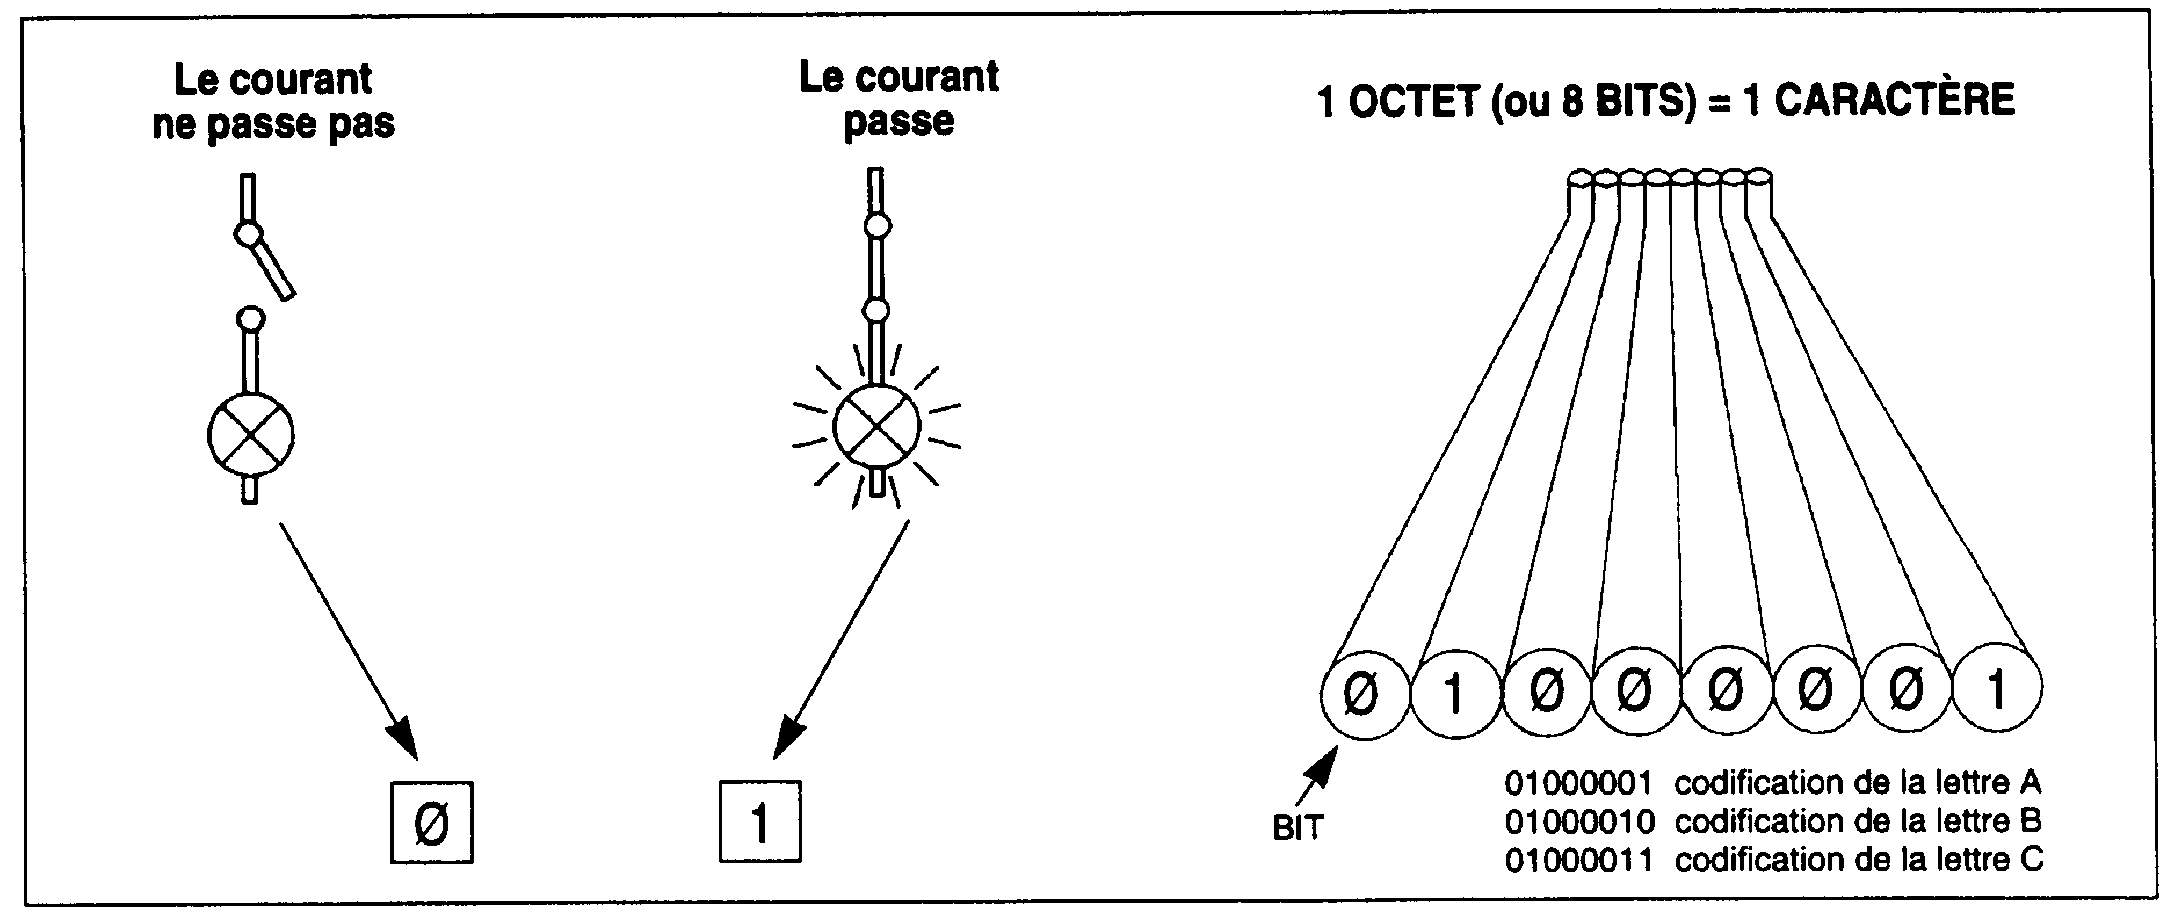 Le courant
ne passe pas
Ø
Le courant
passe
1
1 OCTET (ou 8 BITS) = 1 CARACTÈRE
Ø 1 Ø Ø Ø Ø Ø 1
BIT
01000001 codification de la lettre A
01000010 codification de la lettre B
01000011 codification de la lettre C